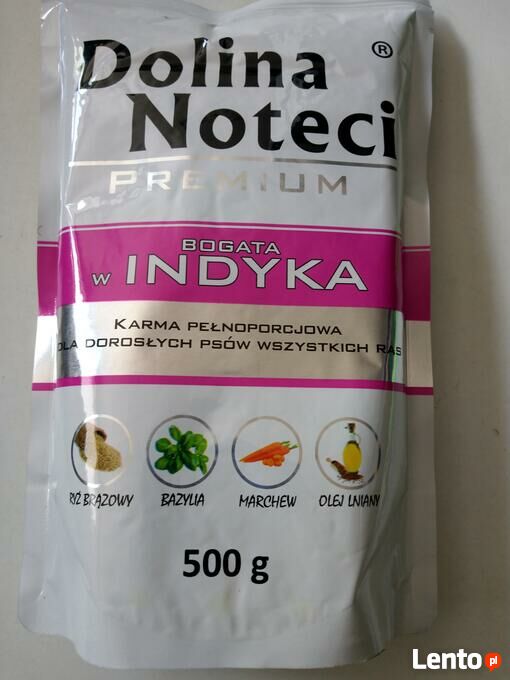 Dolina
Noteci ®
PREMIUM
BOGATA
w INDYKA
KARMA PEŁNOPORCJOWA
DLA DOROSŁYCH PSÓW WSZYSTKICH RAS
RYŻ BRĄZOWY BAZYLIA MARCHEW OLEJ LNIANY
500 g
Lento.pl